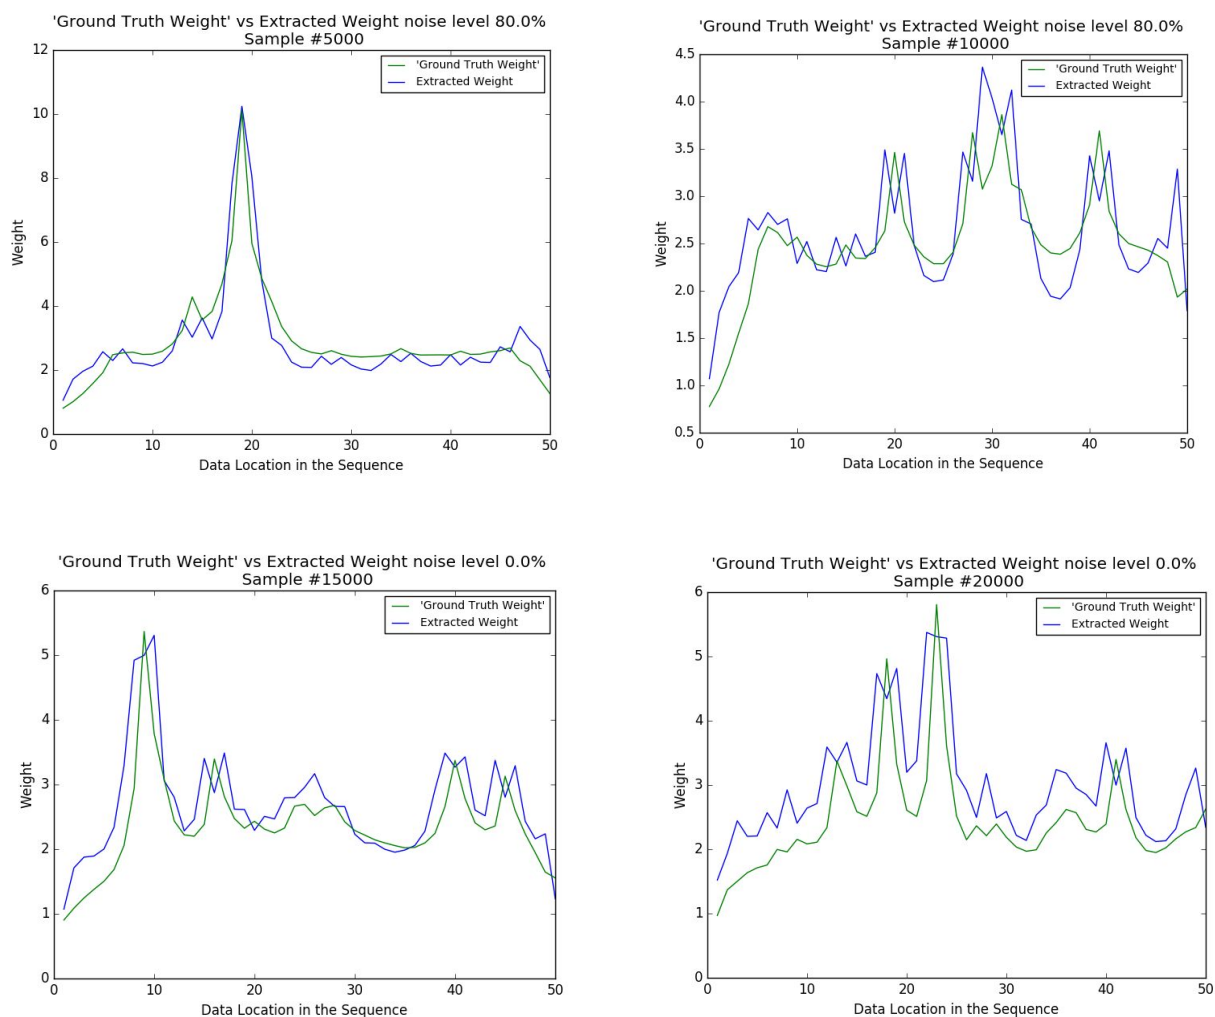 'Ground Truth Weight' vs Extracted Weight noise level 80.0%
Sample #5000
12
10
8
6
4
2
0
Weight
'Ground Truth Weight'
Extracted Weight
0 10 20 30 40 50
Data Location in the Sequence
'Ground Truth Weight' vs Extracted Weight noise level 80.0%
Sample #10000
4.5
4.0
3.5
3.0
2.5
2.0
1.5
1.0
0.5
Weight
'Ground Truth Weight'
Extracted Weight
0 10 20 30 40 50
Data Location in the Sequence
'Ground Truth Weight' vs Extracted Weight noise level 0.0%
Sample #15000
6
5
4
3
2
1
0
Weight
'Ground Truth Weight'
Extracted Weight
0 10 20 30 40 50
Data Location in the Sequence
'Ground Truth Weight' vs Extracted Weight noise level 0.0%
Sample #20000
6
5
4
3
2
1
0
Weight
'Ground Truth Weight'
Extracted Weight
0 10 20 30 40 50
Data Location in the Sequence